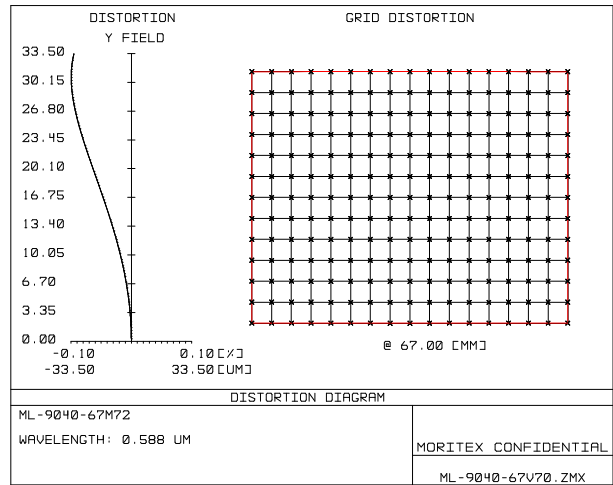 DISTORTION
Y FIELD
33.50
30.15
26.80
23.45
20.10
16.75
13.40
10.05
6.70
3.35
0.00
-0.10 0.10[%]
-33.50 33.50[UM]
GRID DISTORTION
@ 67.00 [MM]
DISTORTION DIAGRAM
ML-9040-67M72
WAVELENGTH: 0.588 UM
MORITEX CONFIDENTIAL
ML-9040-67V70.ZMX